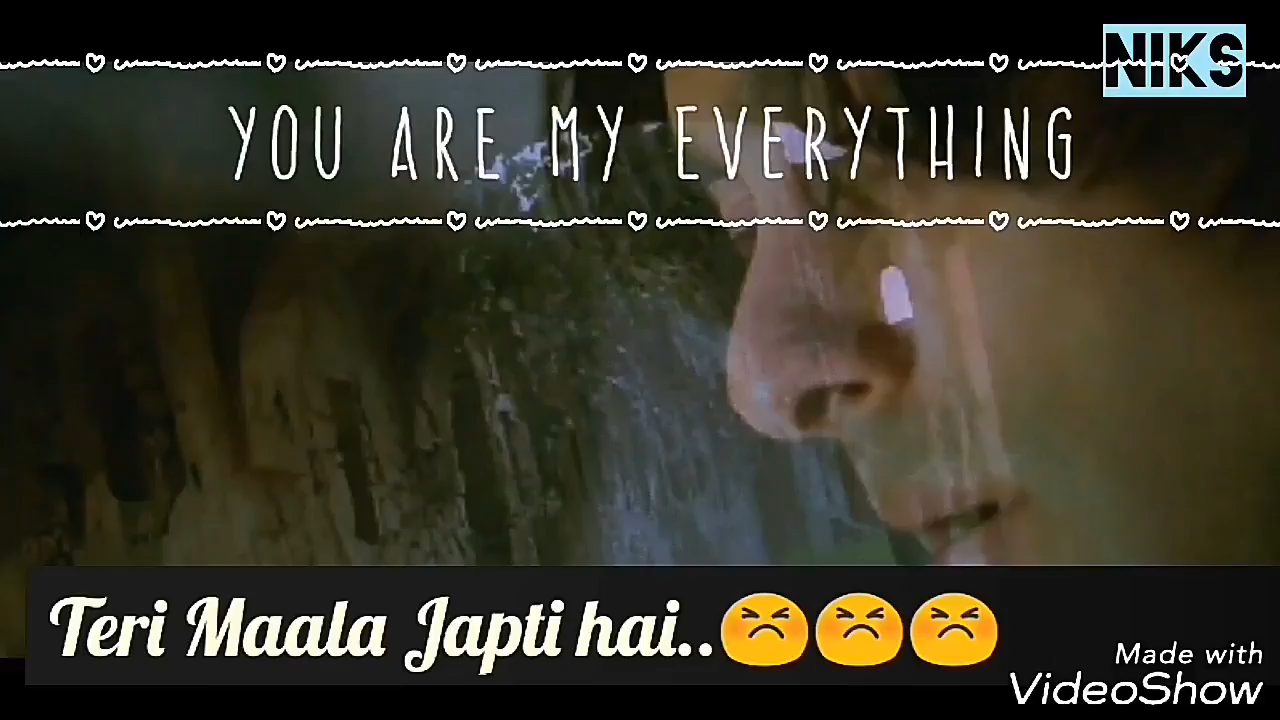 NIKS
YOU ARE MY EVERYTHING
Teri Maala Japti hai..😣😣😣
Made with
VideoShow